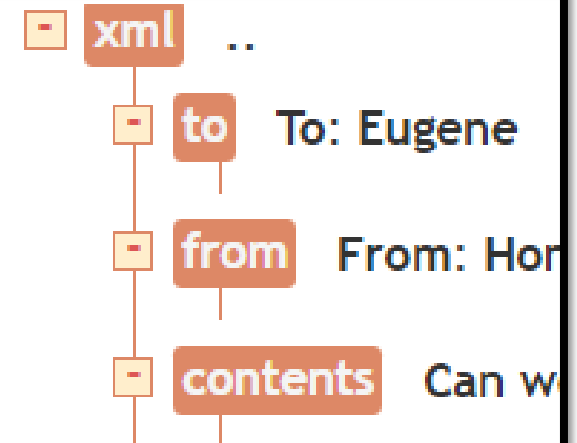 - xml ..
- to To: Eugene
- from From: Hor
- contents Can w